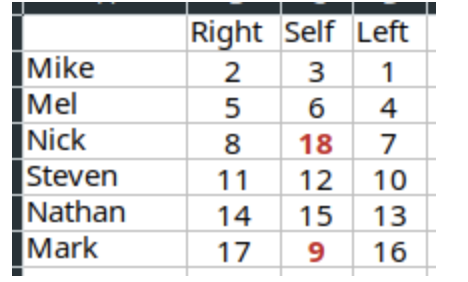 Right Self Left
Mike 2 3 1
Mel 5 6 4
Nick 8 18 7
Steven 11 12 10
Nathan 14 15 13
Mark 17 9 16